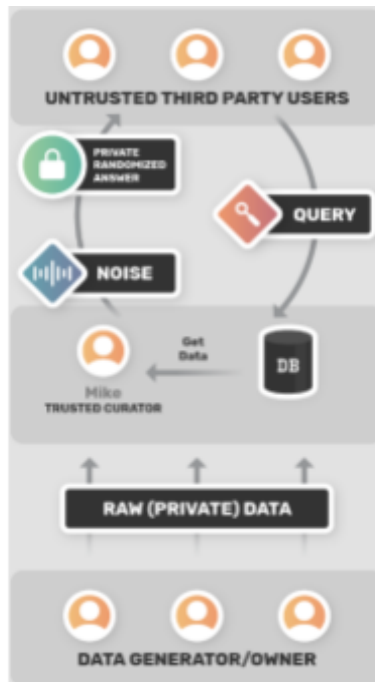 UNTRUSTED THIRD PARTY USERS
PRIVATE
RANDOMIZED
ANSWER
QUERY
NOISE
Get
Data
DB
Mike
TRUSTED CURATOR
RAW (PRIVATE) DATA
DATA GENERATOR/OWNER